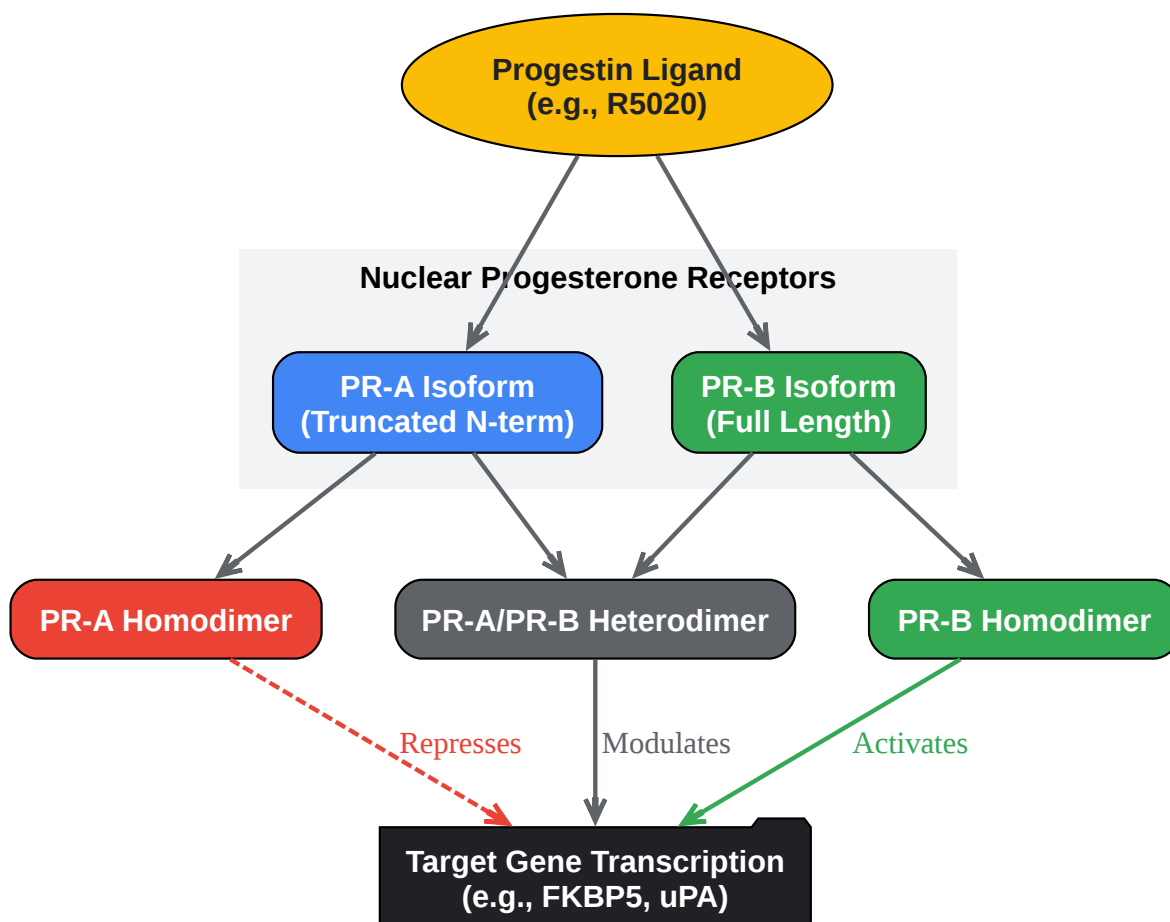 Progestin Ligand
(e.g., R5020)
Nuclear Progesterone Receptors
PR-A Isoform
(Truncated N-term)
PR-B Isoform
(Full Length)
PR-A Homodimer
PR-A/PR-B Heterodimer
PR-B Homodimer
Represses
Modulates
Activates
Target Gene Transcription
(e.g., FKBP5, uPA)